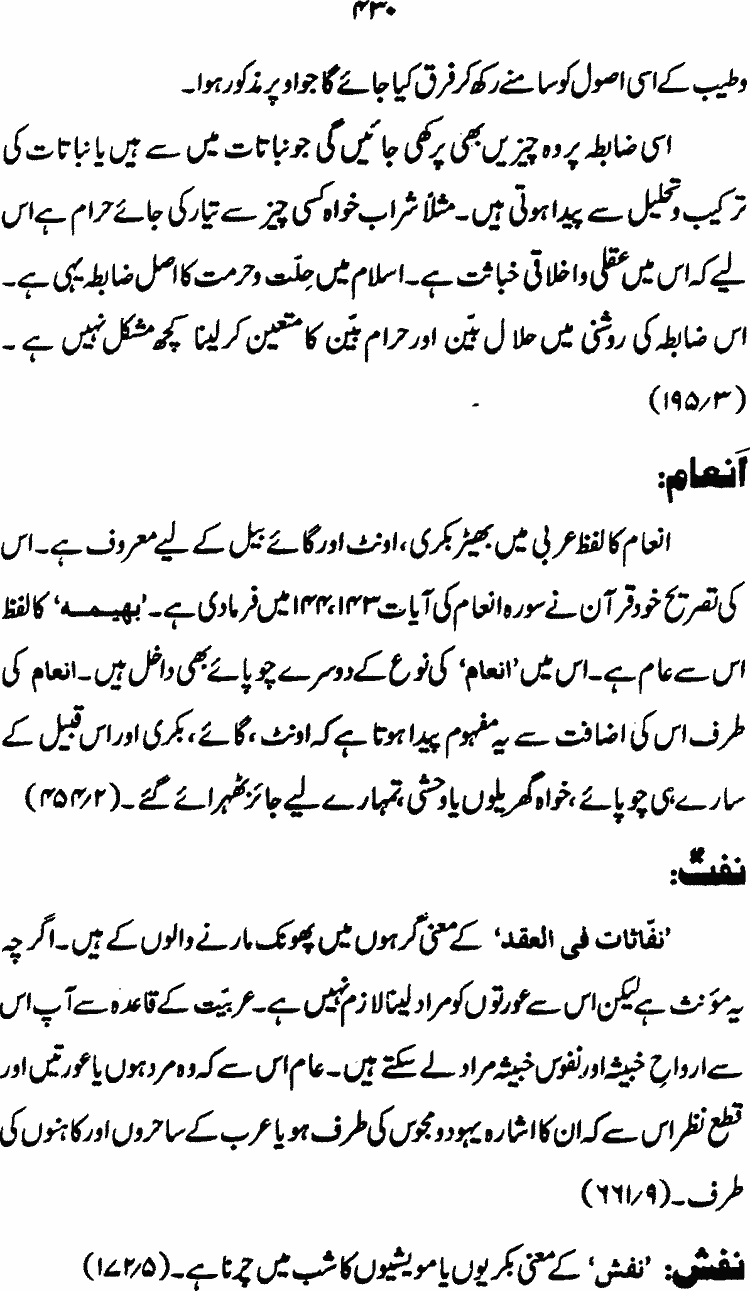 ۴۳۰
وطیب کے اسی اصول کو سامنے رکھ کر فرق کیا جائے گا جو اوپر مذکور ہوا۔
اسی ضابطہ پر وہ چیزیں بھی پرکھی جائیں گی جو نباتات میں سے ہیں یا نباتات کی
ترکیب وتحلیل سے پیدا ہوتی ہیں۔ مثلاً شراب خواہ کسی چیز سے تیار کی جائے حرام ہے اس
لیے کہ اس میں عقلی واخلاقی خباثت ہے۔ اسلام میں حِلّت وحرمت کا اصل ضابطہ یہی ہے۔
اس ضابطہ کی روشنی میں حلال بیّن اور حرام بیّن کا متعین کر لینا کچھ مشکل نہیں ہے ۔
(۱۹۵/۳)
اَنعام:
انعام کا لفظ عربی میں بھیڑ بکری، اونٹ اور گائے بیل کے لیے معروف ہے۔ اس
کی تصریح خود قرآن نے سورہ انعام کی آیات ۱۴۳،۱۴۴ میں فرما دی ہے۔ ’بھیمه‘ کا لفظ
اس سے عام ہے۔ اس میں ’انعام‘ کی نوع کے دوسرے چوپائے بھی داخل ہیں۔ انعام کی
طرف اس کی اضافت سے یہ مفہوم پیدا ہوتا ہے کہ اونٹ ،گائے، بکری اور اس قبیل کے
سارے ہی چوپائے ،خواہ گھریلوں یا وحشی ،تمہارے لیے جائز ٹھہرائے گئے ۔(۴۵۴/۲)
نفث:
’نفّاثات فی العقد‘ کے معنی گرہوں میں پھونک مارنے والوں کے ہیں۔ اگرچہ
یہ مؤنث ہے لیکن اس سے عورتوں کو مراد لینا لازم نہیں ہے۔ عربیّت کے قاعدہ سے آپ اس
سے ارواحِ خبیثہ اور نفوس خبیثہ مراد لے سکتے ہیں۔ عام اس سے کہ وہ مرد ہوں یا عورتیں اور
قطع نظر اس سے کہ ان کا اشارہ یہود ومجوس کی طرف ہو یا عرب کے ساحروں اور کاہنوں کی
طرف۔(۶۶۱/۹)
نفش: ’نفش‘ کے معنی بکریوں یا مویشیوں کا شب میں چرنا ہے۔(۱۷۲/۵)